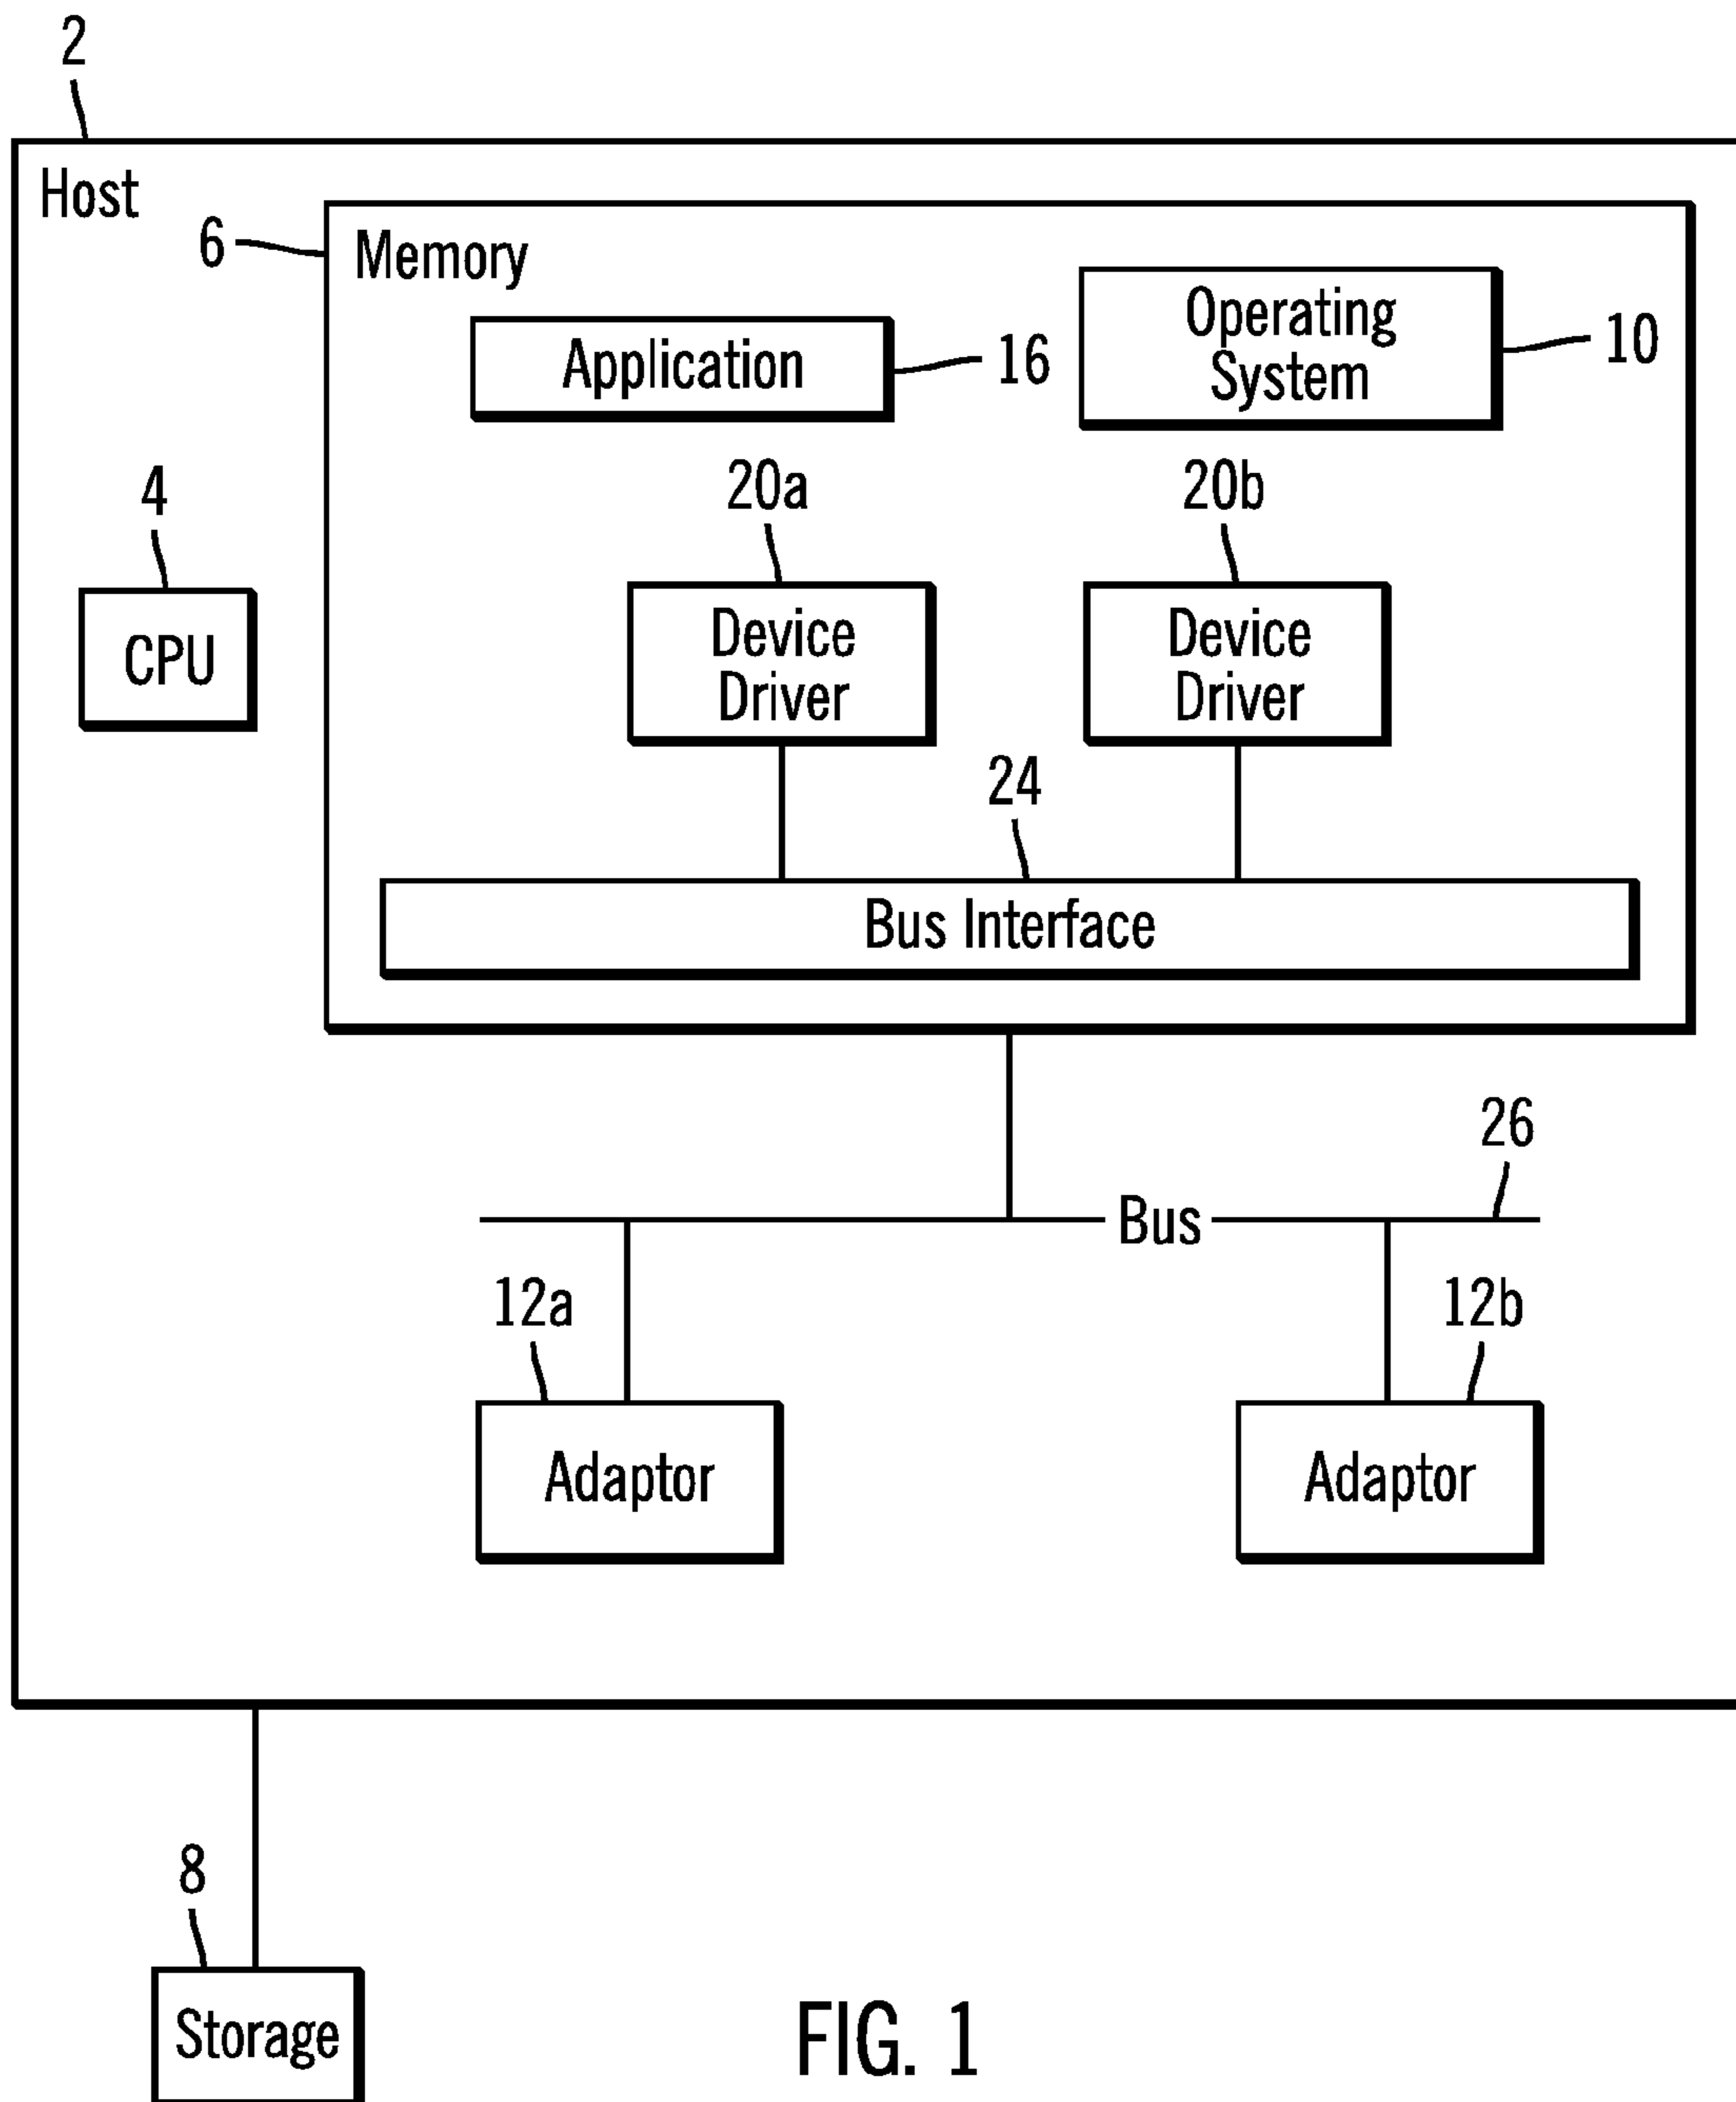 2
Host
6
Memory
Application
16
Operating
System
10
4
CPU
20a
20b
Device
Driver
Device
Driver
24
Bus Interface
26
Bus
12a
12b
Adaptor
Adaptor
8
Storage
FIG. 1